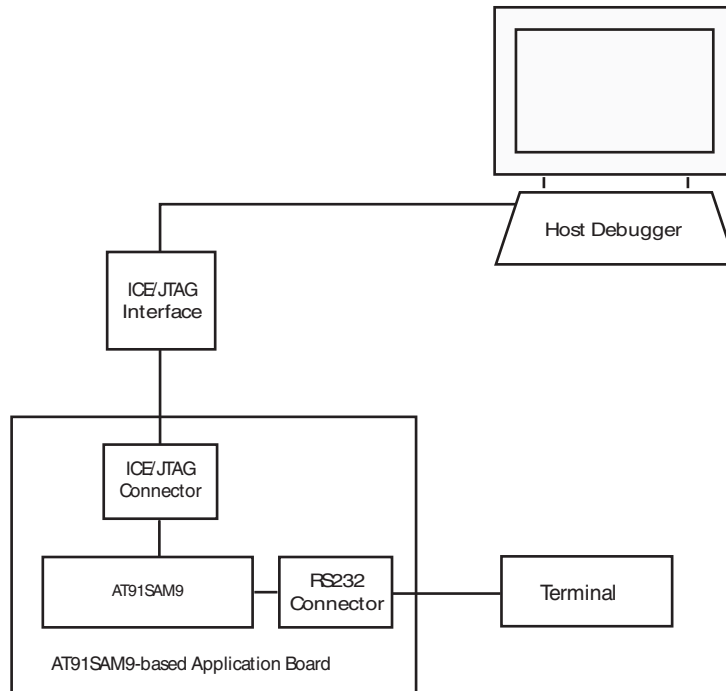 Host Debugger
ICE/JTAG
Interface
ICE/JTAG
Connector
AT91SAM9
RS232
Connector
Terminal
AT91SAM9-based Application Board